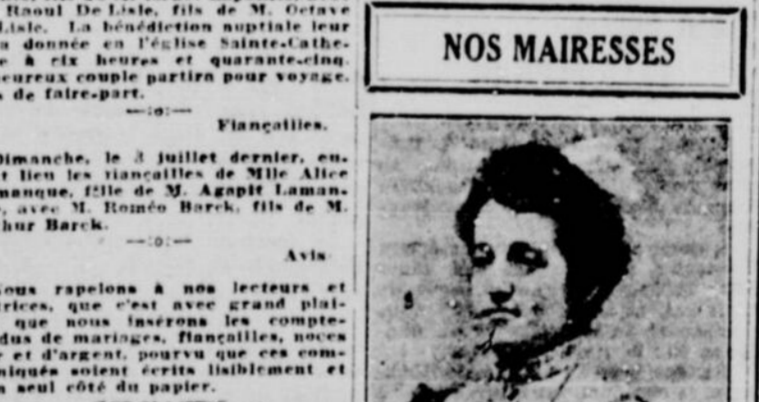 Raoul De Lisle, fils de M. Octave
Lisle. La bénédiction nuptiale leur
a donnée en l'église Sainte-Cathe-
e à six heures et quarante-cinq.
eureux couple partira pour voyage.
de faire-part.
—:o:—
Fiançailles.
Dimanche, le 3 juillet dernier, eu-
t lieu les fiançailles de Mlle Alice
manque, fille de M. Agapit Laman-
, avec M. Roméo Barck, fils de M.
hur Barck.
—:o:—
Avis
ous rapelons à nos lecteurs et
trices, que c'est avec grand plai-
que nous insérons les compte-
dus de mariages, fiançailles, noces
r et d'argent, pourvu que ces com-
niqués soient écrits lisiblement et
n seul côté du papier.
NOS MAIRESSES